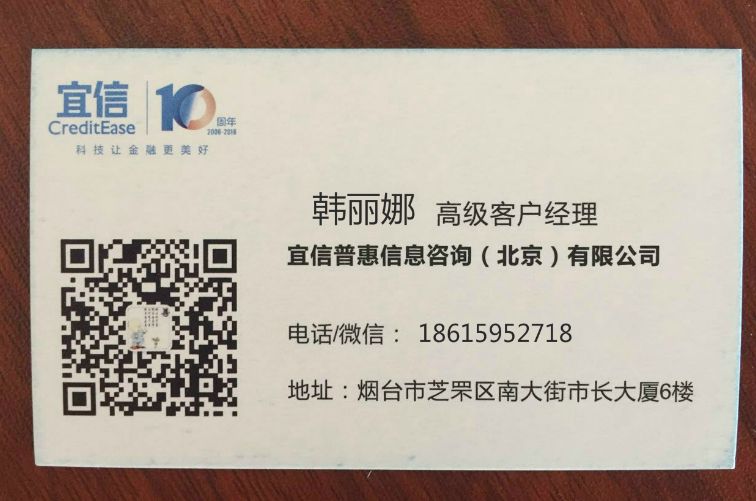 宜信
CreditEase
10
周年
2006-2016
科技让金融更美好
韩丽娜 高级客户经理
宜信普惠信息咨询（北京）有限公司
电话/微信： 18615952718
地址：烟台市芝罘区南大街市长大厦6楼